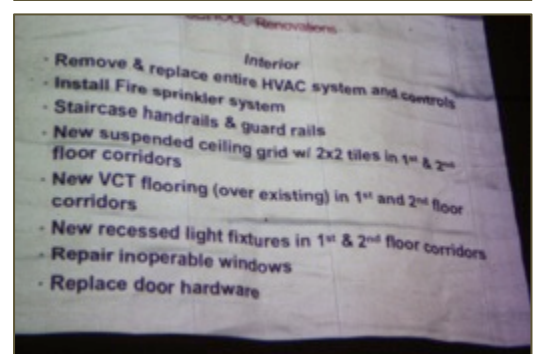 SCHOOL Renovations
Interior
- Remove & replace entire HVAC system and controls
- Install Fire sprinkler system
- Staircase handrails & guard rails
- New suspended ceiling grid w/ 2x2 tiles in 1st & 2nd
floor corridors
- New VCT flooring (over existing) in 1st and 2nd floor
corridors
- New recessed light fixtures in 1st & 2nd floor corridors
- Repair inoperable windows
- Replace door hardware